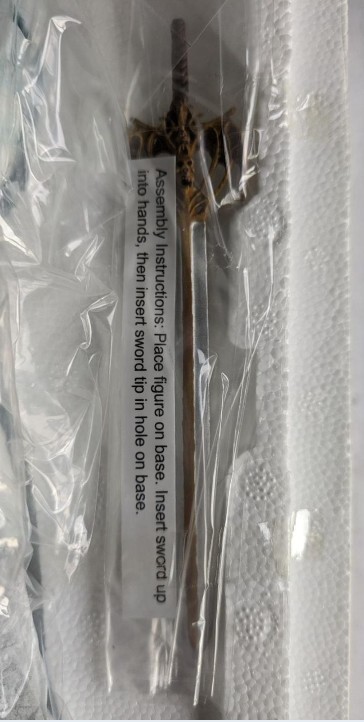 Assembly Instructions: Place figure on base. Insert sword up
into hands, then insert sword tip in hole on base.